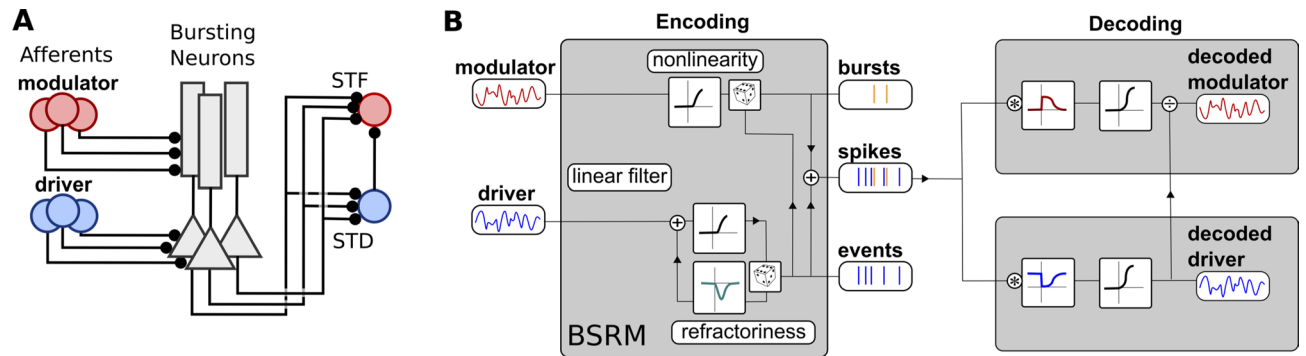 A
Afferents
modulator
driver
Bursting
Neurons
STF
STD
B
Encoding
modulator
nonlinearity
bursts
linear filter
spikes
driver
events
BSRM
refractoriness
Decoding
decoded
modulator
decoded
driver